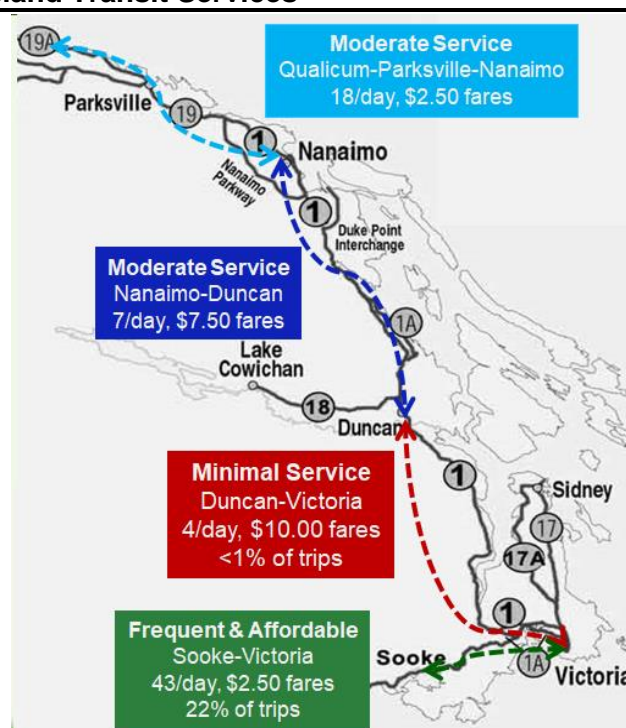 Island Transit Services
19A
Moderate Service
Qualicum-Parksville-Nanaimo
18/day, $2.50 fares
Parksville
19
1
Nanaimo
Nanaimo
Parkway
1
Duke Point
Interchange
Moderate Service
Nanaimo-Duncan
7/day, $7.50 fares
1A
Lake
Cowichan
18
Duncan
Minimal Service
Duncan-Victoria
4/day, $10.00 fares
<1% of trips
1
Sidney
17
17A
Frequent & Affordable
Sooke-Victoria
43/day, $2.50 fares
22% of trips
1
Sooke
1A
Victoria